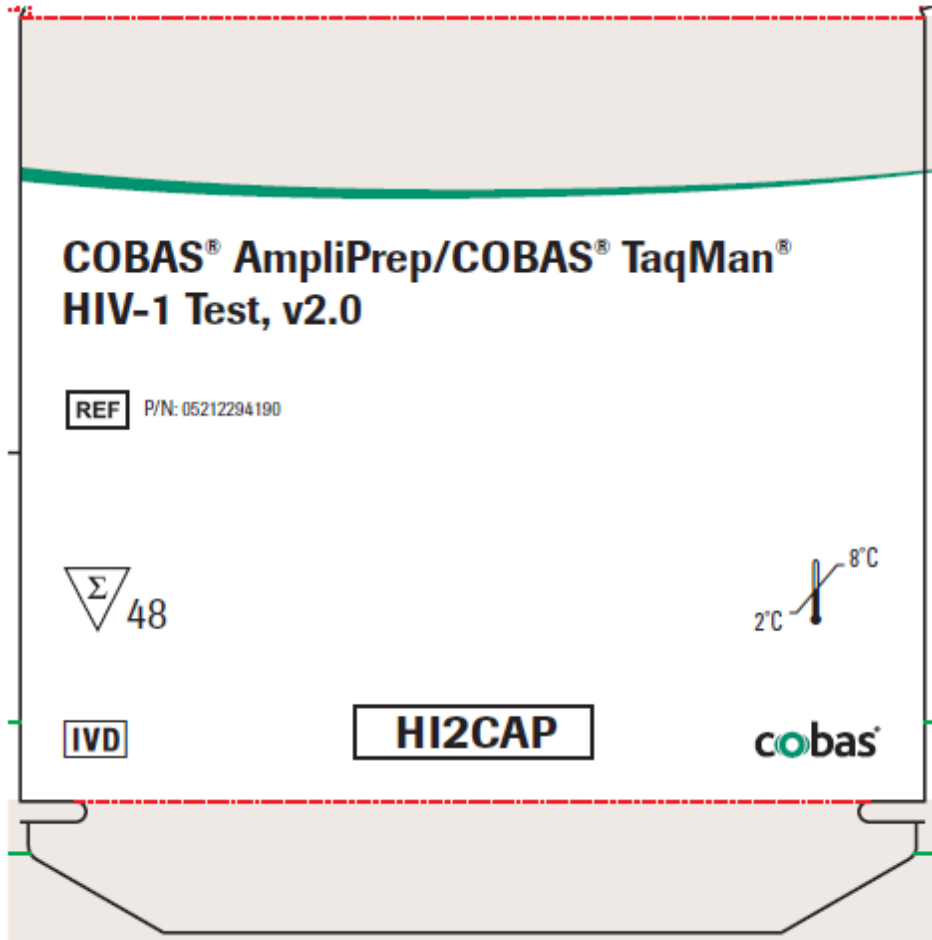 COBAS® AmpliPrep/COBAS® TaqMan®
HIV-1 Test, v2.0
REF P/N: 05212294190
8°C
Σ 48
2°C
IVD
HI2CAP
cobas®